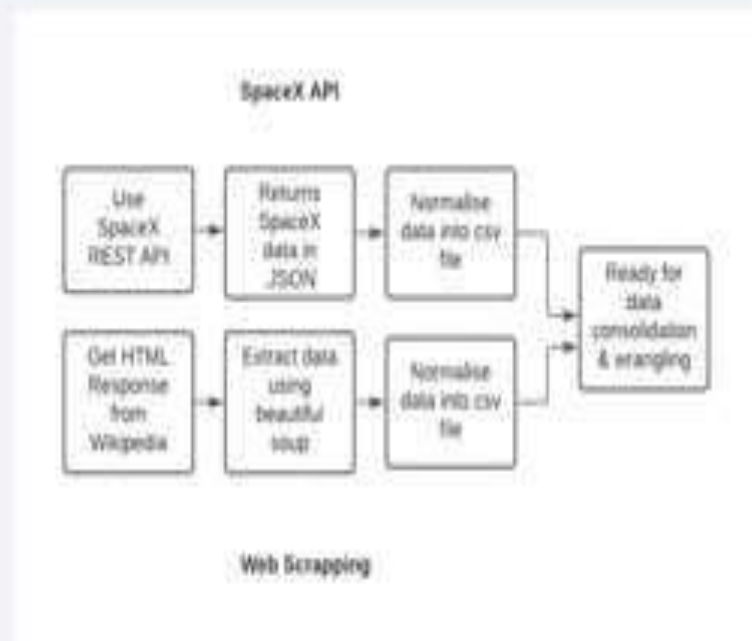 SpaceX API
Use
SpaceX
REST API
Returns
SpaceX
data in
.JSON
Normalise
data into csv
file
Ready for
data
consolidation
& wrangling
Get HTML
Response
from
Wikipedia
Extract data
using
beautiful
soup
Normalise
data into csv
file
Web Scrapping